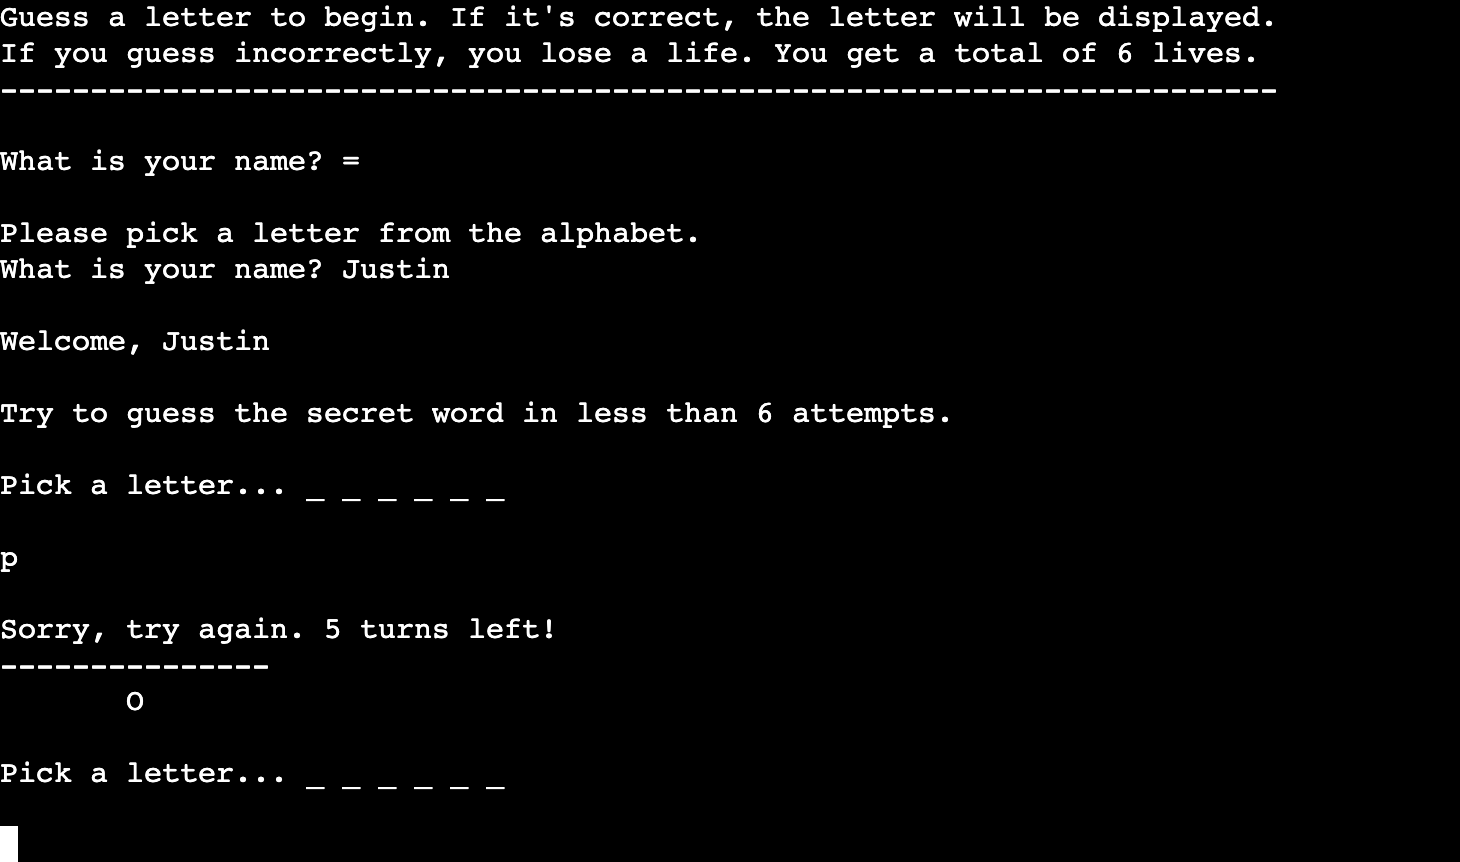 Guess a letter to begin. If it's correct, the letter will be displayed.
If you guess incorrectly, you lose a life. You get a total of 6 lives.
-----------------------------------------------------------------------
What is your name? =
Please pick a letter from the alphabet.
What is your name? Justin
Welcome, Justin
Try to guess the secret word in less than 6 attempts.
Pick a letter... _ _ _ _ _ _
p
Sorry, try again. 5 turns left!
---------------
O
Pick a letter... _ _ _ _ _ _